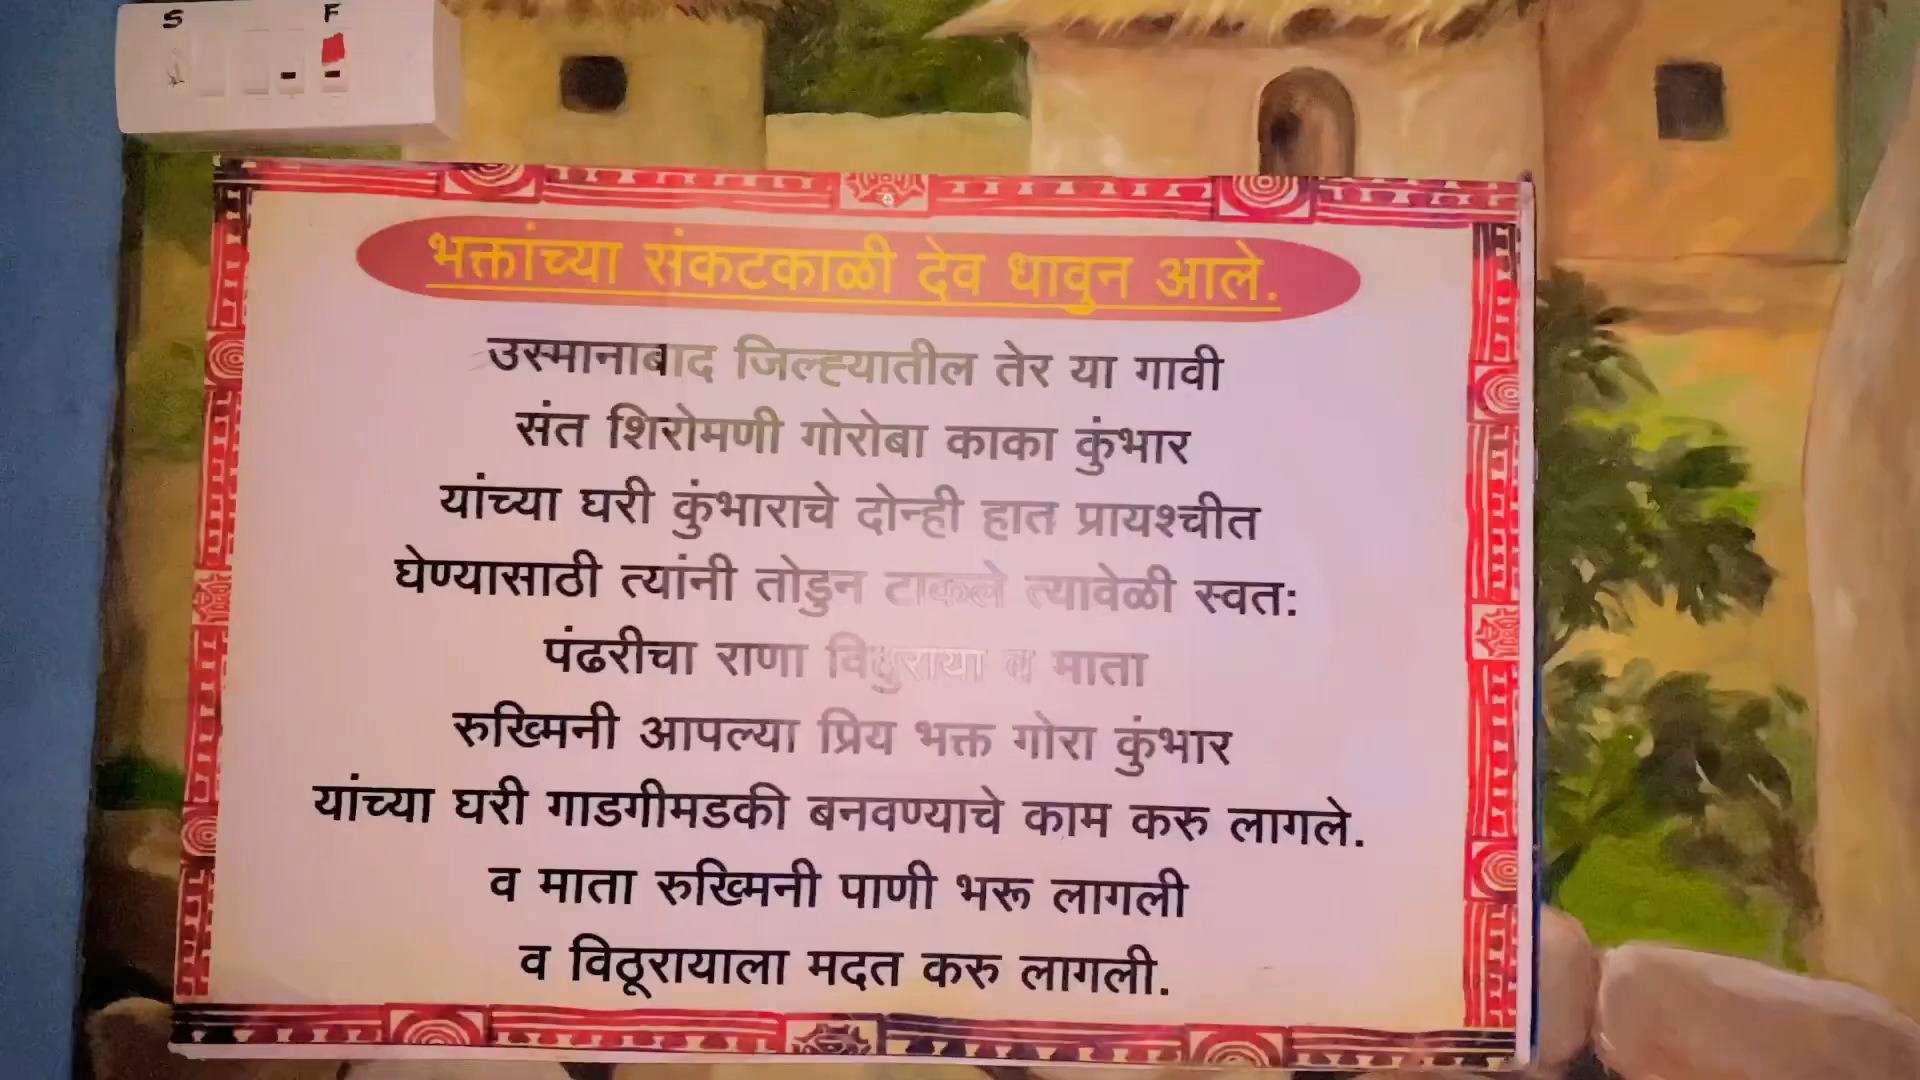 S F
भक्तांच्या संकटकाळी देव धावुन आले.
उस्मानाबाद जिल्ह्यातील तेर या गावी
संत शिरोमणी गोरोबा काका कुंभार
यांच्या घरी कुंभाराचे दोन्ही हात प्रायश्चीत
घेण्यासाठी त्यांनी तोडुन टाकले त्यावेळी स्वत:
पंढरीचा राणा विठुराया व माता
रुख्मिनी आपल्या प्रिय भक्त गोरा कुंभार
यांच्या घरी गाडगीमडकी बनवण्याचे काम करु लागले.
व माता रुख्मिनी पाणी भरू लागली
व विठूरायाला मदत करु लागली.